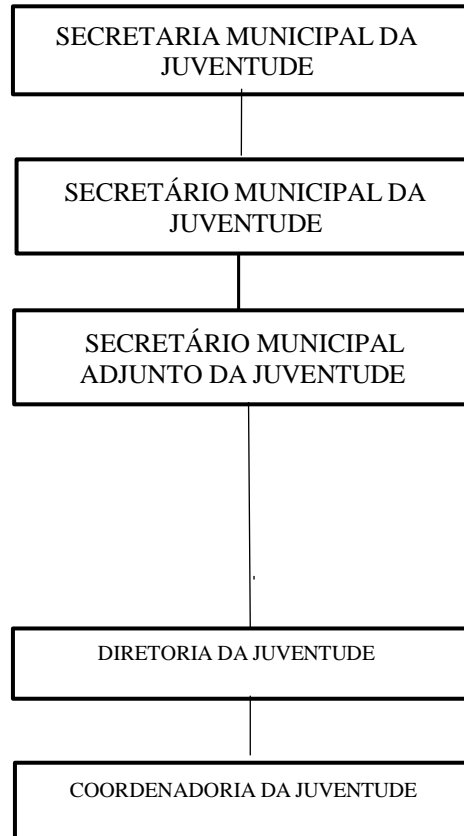 SECRETARIA MUNICIPAL DA
JUVENTUDE
SECRETÁRIO MUNICIPAL DA
JUVENTUDE
SECRETÁRIO MUNICIPAL
ADJUNTO DA JUVENTUDE
DIRETORIA DA JUVENTUDE
COORDENADORIA DA JUVENTUDE